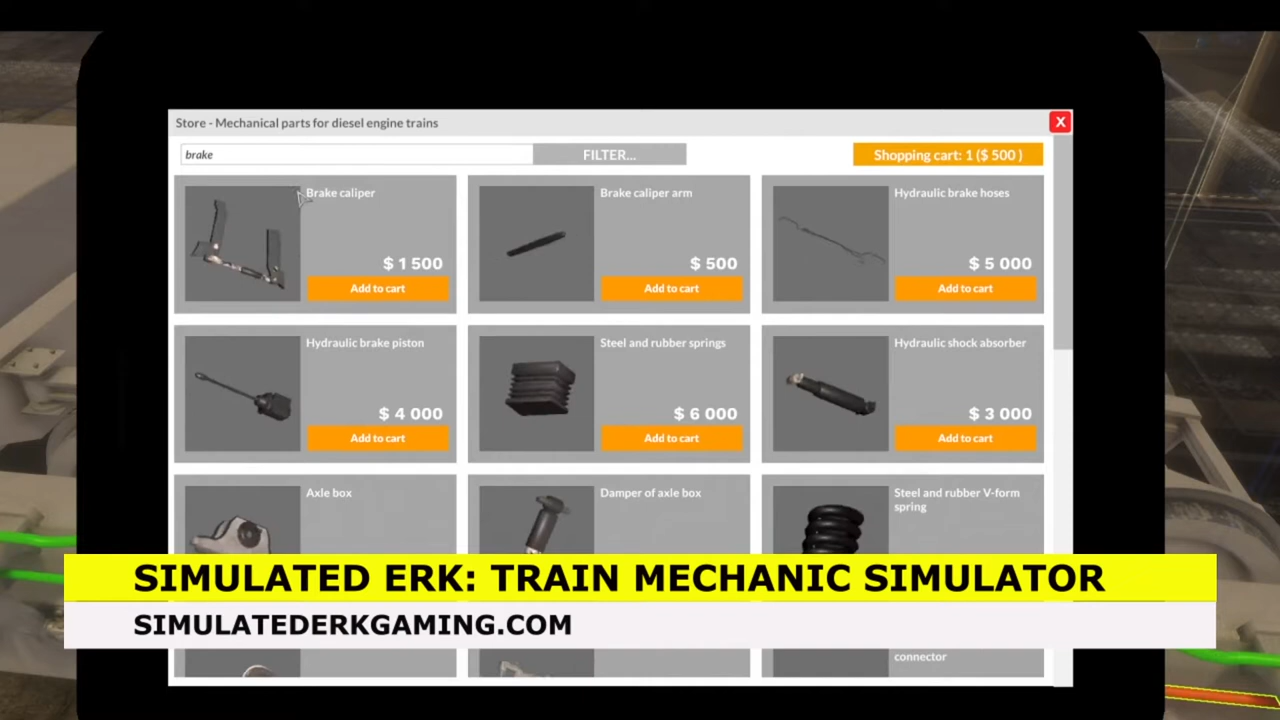 Store - Mechanical parts for diesel engine trains
X
brake
FILTER...
Shopping cart: 1 ($ 500 )
Brake caliper
$ 1 500
Add to cart
Brake caliper arm
$ 500
Add to cart
Hydraulic brake hoses
$ 5 000
Add to cart
Hydraulic brake piston
$ 4 000
Add to cart
Steel and rubber springs
$ 6 000
Add to cart
Hydraulic shock absorber
$ 3 000
Add to cart
Axle box
Damper of axle box
Steel and rubber V-form
spring
SIMULATED ERK: TRAIN MECHANIC SIMULATOR
SIMULATEDERKGAMING.COM
connector